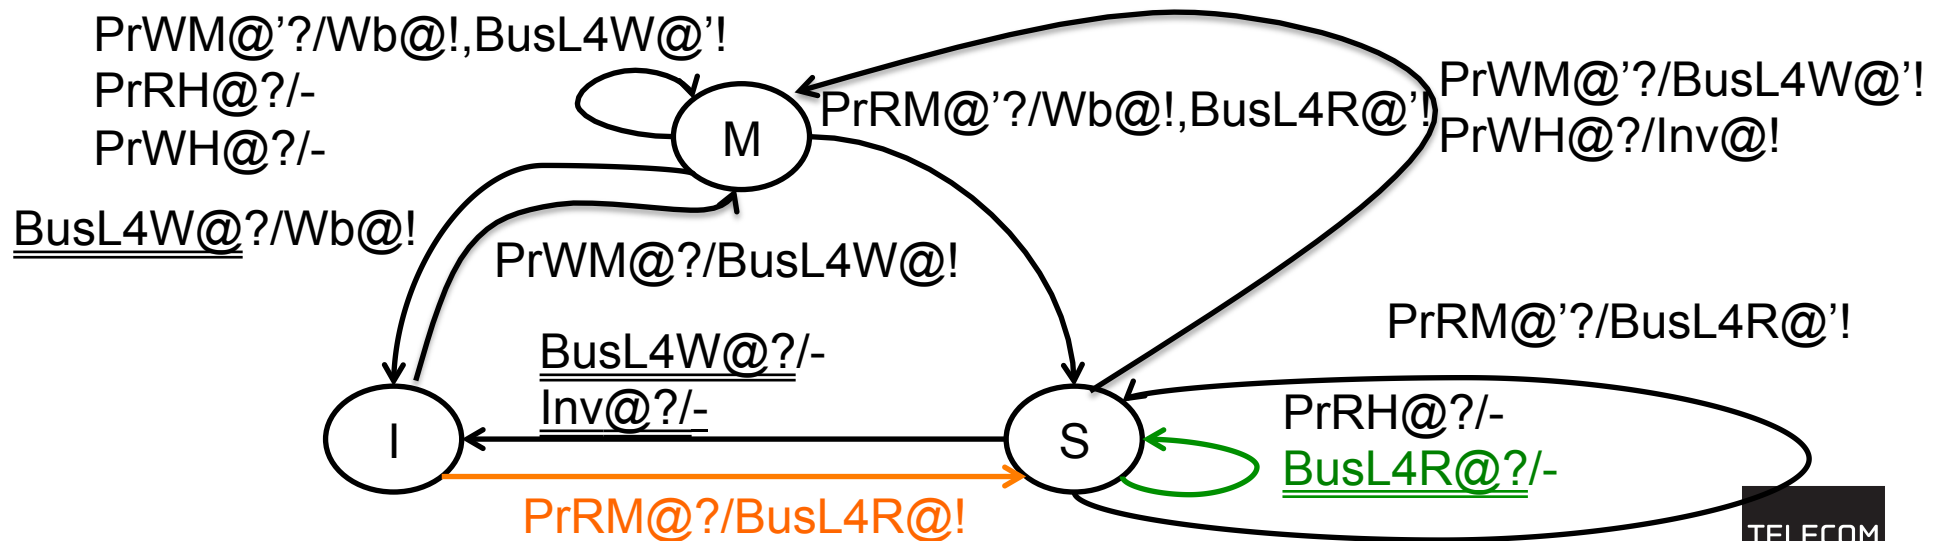 PrWM@’?/Wb@!,BusL4W@’!
PrRH@?/-
PrWH@?/-
M
PrRM@’?/Wb@!,BusL4R@’!
PrWM@’?/BusL4W@’!
PrWH@?/Inv@!
BusL4W@?/Wb@!
PrWM@?/BusL4W@!
PrRM@’?/BusL4R@’!
BusL4W@?/-
Inv@?/-
I
S
PrRH@?/-
BusL4R@?/-
PrRM@?/BusL4R@!
TELECOM